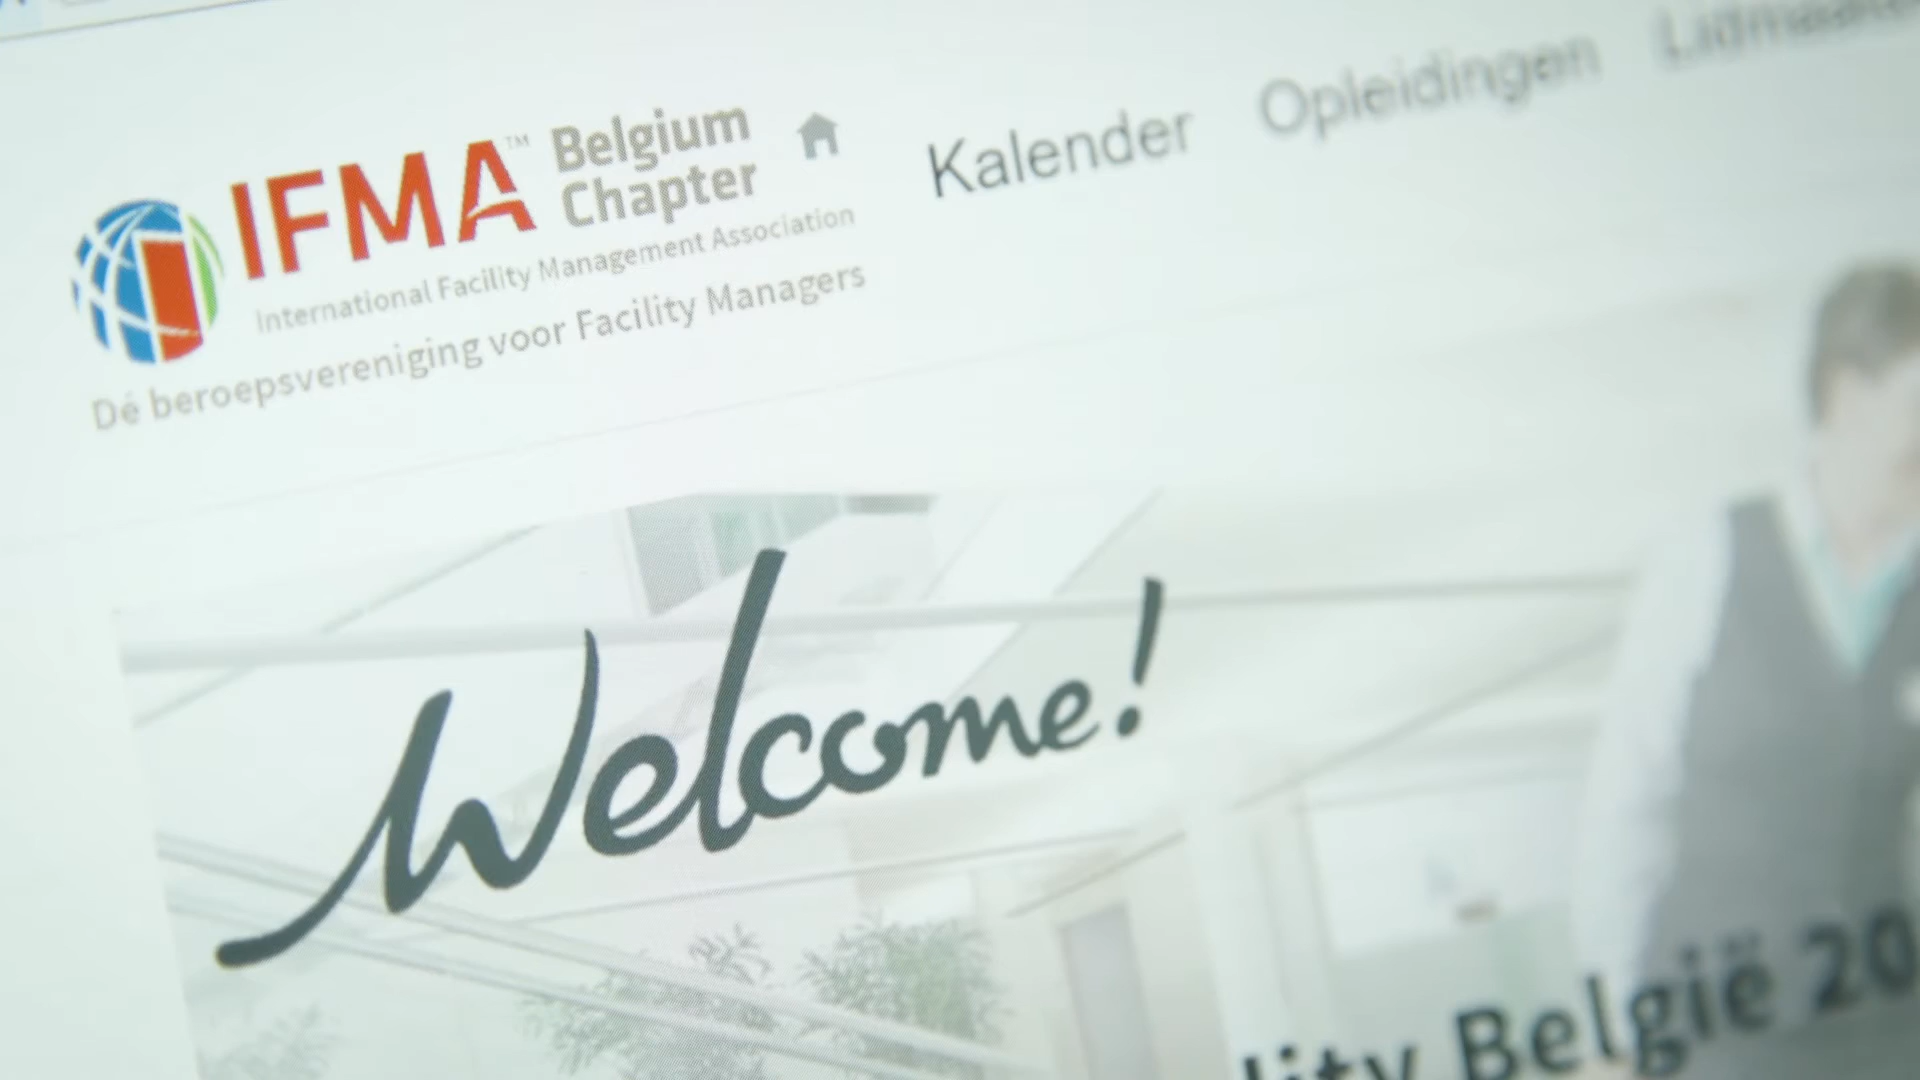 IFMA™ Belgium
Chapter
International Facility Management Association
Dé beroepsvereniging voor Facility Managers
Kalender
Opleidingen
Welcome!
België